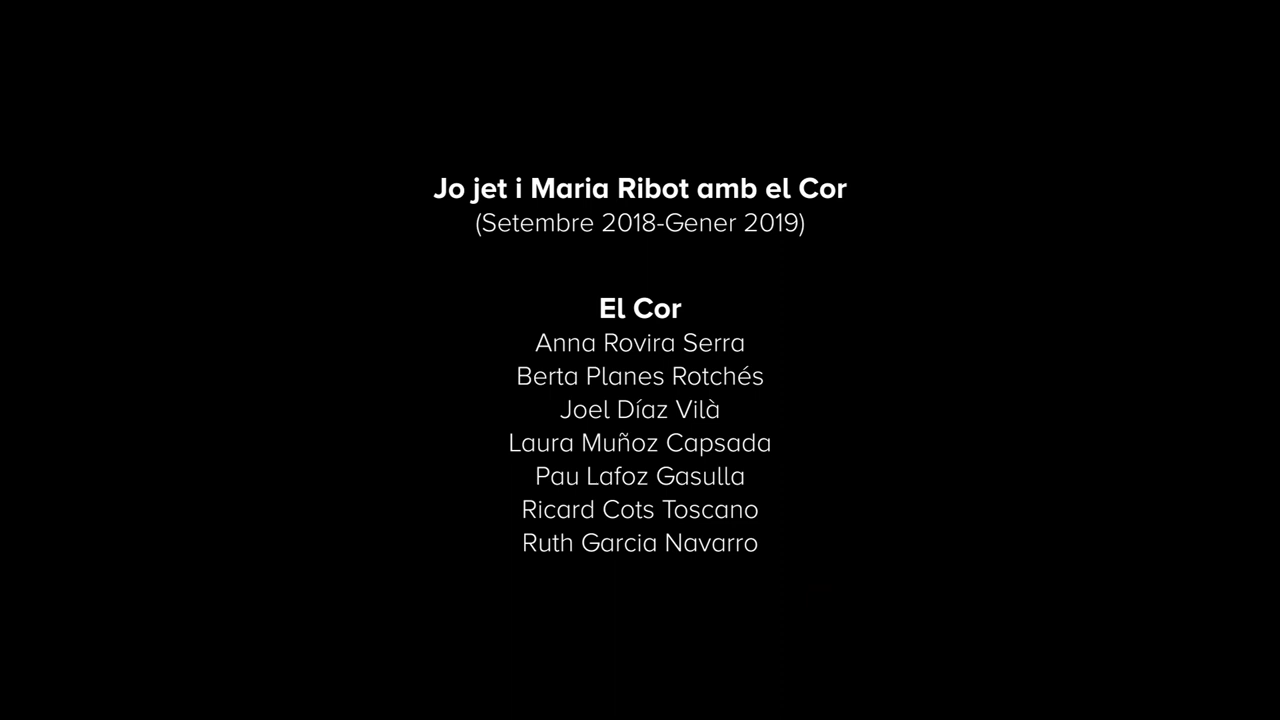 Jo jet i Maria Ribot amb el Cor
(Setembre 2018-Gener 2019)
El Cor
Anna Rovira Serra
Berta Planes Rotchés
Joel Díaz Vilà
Laura Muñoz Capsada
Pau Lafoz Gasulla
Ricard Cots Toscano
Ruth Garcia Navarro